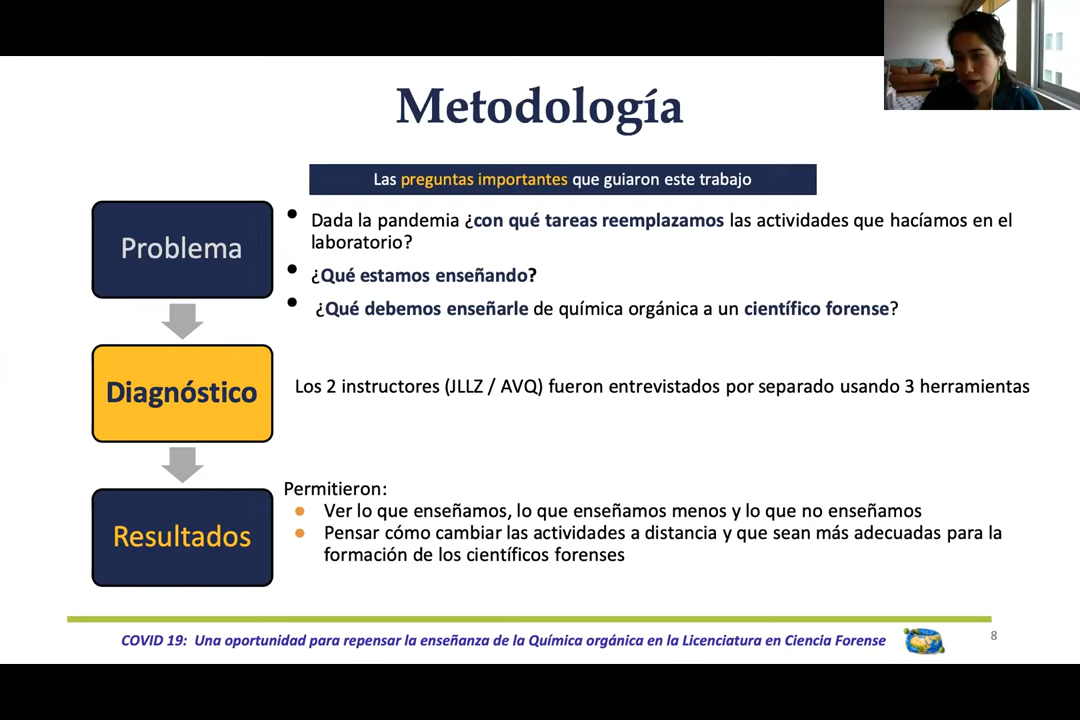 Metodología
Las preguntas importantes que guiaron este trabajo
Problema
• Dada la pandemia ¿con qué tareas reemplazamos las actividades que hacíamos en el
laboratorio?
• ¿Qué estamos enseñando?
• ¿Qué debemos enseñarle de química orgánica a un científico forense?
Diagnóstico
Los 2 instructores (JLLZ / AVQ) fueron entrevistados por separado usando 3 herramientas
Resultados
Permitieron:
• Ver lo que enseñamos, lo que enseñamos menos y lo que no enseñamos
• Pensar cómo cambiar las actividades a distancia y que sean más adecuadas para la
formación de los científicos forenses
COVID 19: Una oportunidad para repensar la enseñanza de la Química orgánica en la Licenciatura en Ciencia Forense
8